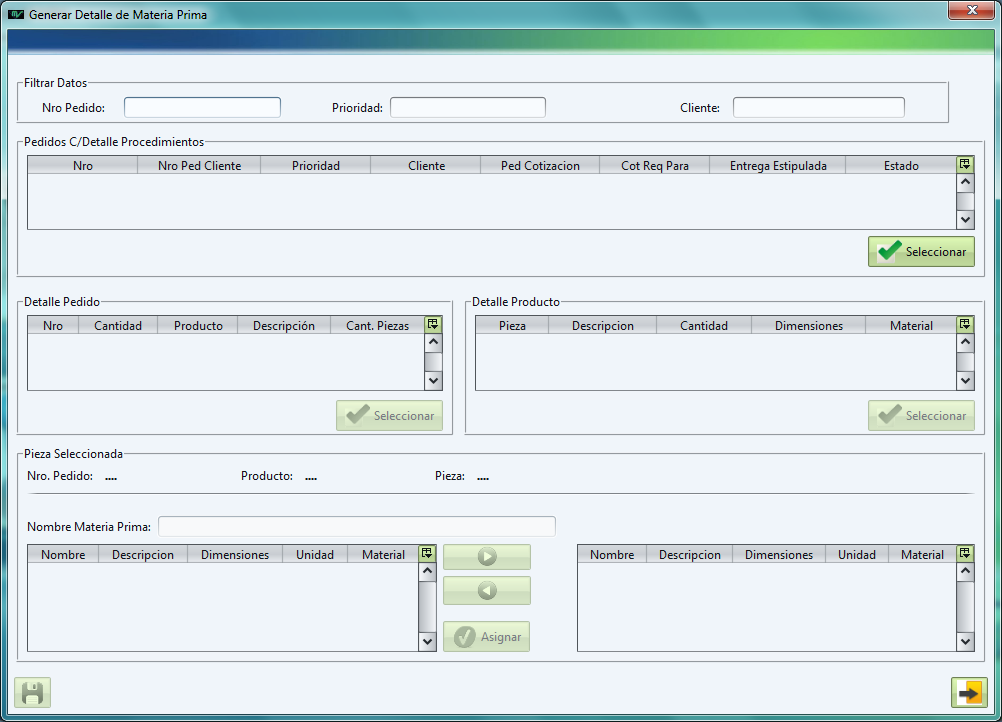 Generar Detalle de Materia Prima
Filtrar Datos
Nro Pedido: Prioridad: Cliente:
Pedidos C/Detalle Procedimientos
Nro Nro Ped Cliente Prioridad Cliente Ped Cotizacion Cot Req Para Entrega Estipulada Estado
Seleccionar
Detalle Pedido
Nro Cantidad Producto Descripción Cant. Piezas
Seleccionar
Detalle Producto
Pieza Descripcion Cantidad Dimensiones Material
Seleccionar
Pieza Seleccionada
Nro. Pedido: .... Producto: .... Pieza: ....
Nombre Materia Prima:
Nombre Descripcion Dimensiones Unidad Material
Asignar
Nombre Descripcion Dimensiones Unidad Material